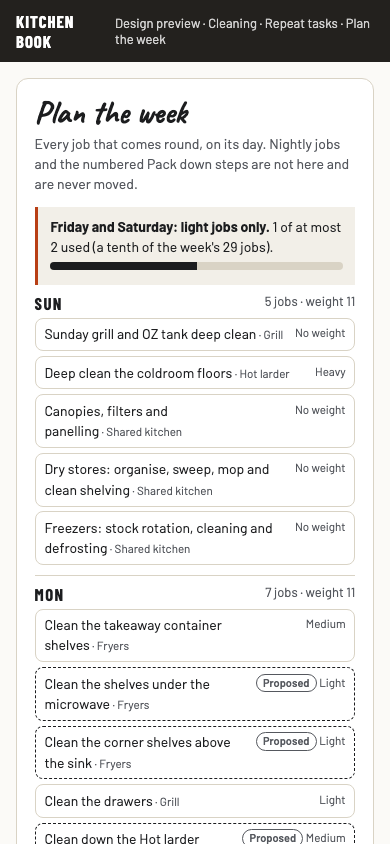 KITCHEN BOOK
Design preview · Cleaning · Repeat tasks · Plan the week
Plan the week
Every job that comes round, on its day. Nightly jobs
and the numbered Pack down steps are not here and
are never moved.
Friday and Saturday: light jobs only. 1 of at most
2 used (a tenth of the week's 29 jobs).
SUN 5 jobs · weight 11
Sunday grill and OZ tank deep clean · Grill No weight
Deep clean the coldroom floors · Hot larder Heavy
Canopies, filters and No weight
panelling · Shared kitchen
Dry stores: organise, sweep, mop and No weight
clean shelving · Shared kitchen
Freezers: stock rotation, cleaning and No weight
defrosting · Shared kitchen
MON 7 jobs · weight 11
Clean the takeaway container Medium
shelves · Fryers
Clean the shelves under the Proposed Light
microwave · Fryers
Clean the corner shelves above Proposed Light
the sink · Fryers
Clean the drawers · Grill Light
Clean down the Hot larder Proposed Medium